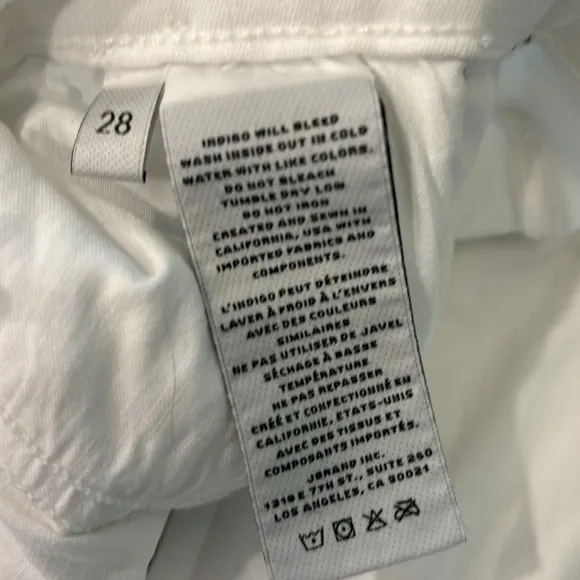 28
INDIGO WILL BLEED
WASH INSIDE OUT IN COLD
WATER WITH LIKE COLORS.
DO NOT BLEACH
TUMBLE DRY LOW
DO NOT IRON
CREATED AND SEWN IN
CALIFORNIA, USA WITH
IMPORTED FABRICS AND
COMPONENTS.
L'INDIGO PEUT DÉTEINDRE
LAVER À FROID À L'ENVERS
AVEC DES COULEURS
SIMILAIRES
NE PAS UTILISER DE JAVEL
SÉCHAGE À BASSE
TEMPÉRATURE
NE PAS REPASSER
CRÉÉ ET CONFECTIONNÉ EN
CALIFORNIE, ETATS-UNIS
AVEC DES TISSUS ET
COMPOSANTS IMPORTÉS.
JBRAND INC.
1318 E 7TH ST., SUITE 260
LOS ANGELES, CA 90021